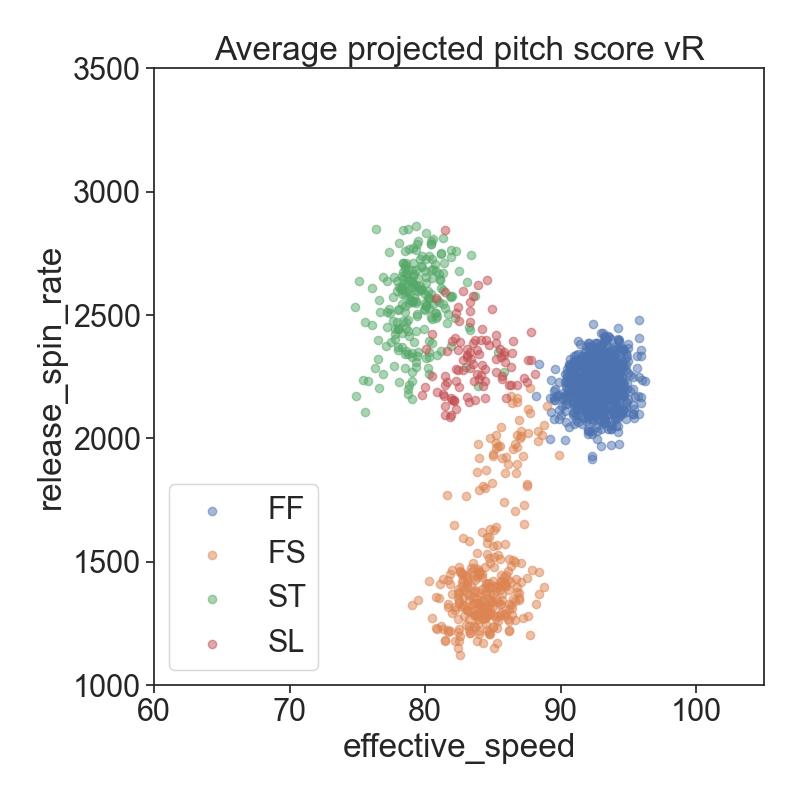 Average projected pitch score vR
3500
3000
2500
2000
1500
1000
release_spin_rate
FF
FS
ST
SL
60 70 80 90 100
effective_speed